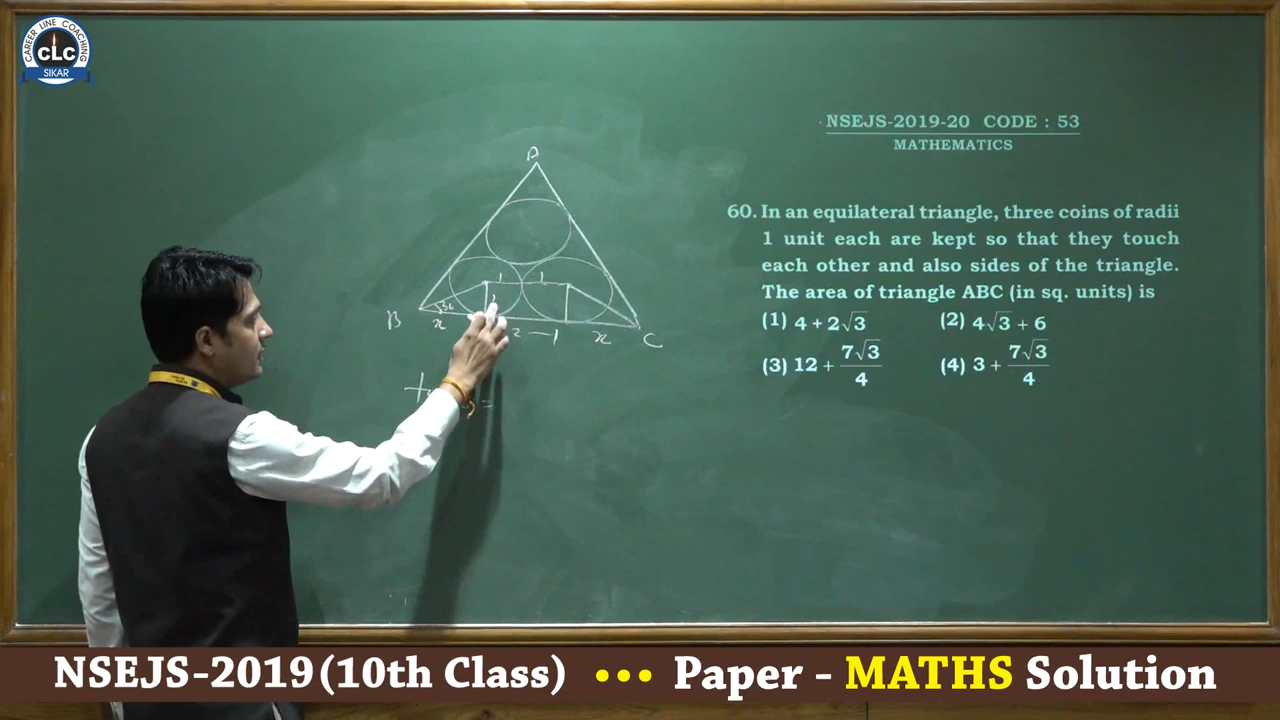 CAREER LINE COACHING
CLC
SIKAR
NSEJS-2019-20 CODE : 53
MATHEMATICS
60. In an equilateral triangle, three coins of radii
1 unit each are kept so that they touch
each other and also sides of the triangle.
The area of triangle ABC (in sq. units) is
(1) 4 + 2√3 (2) 4√3 + 6
(3) 12 + 7√3/4 (4) 3 + 7√3/4
A
1 1
B x 2 x C
NSEJS-2019 (10th Class) ••• Paper - MATHS Solution